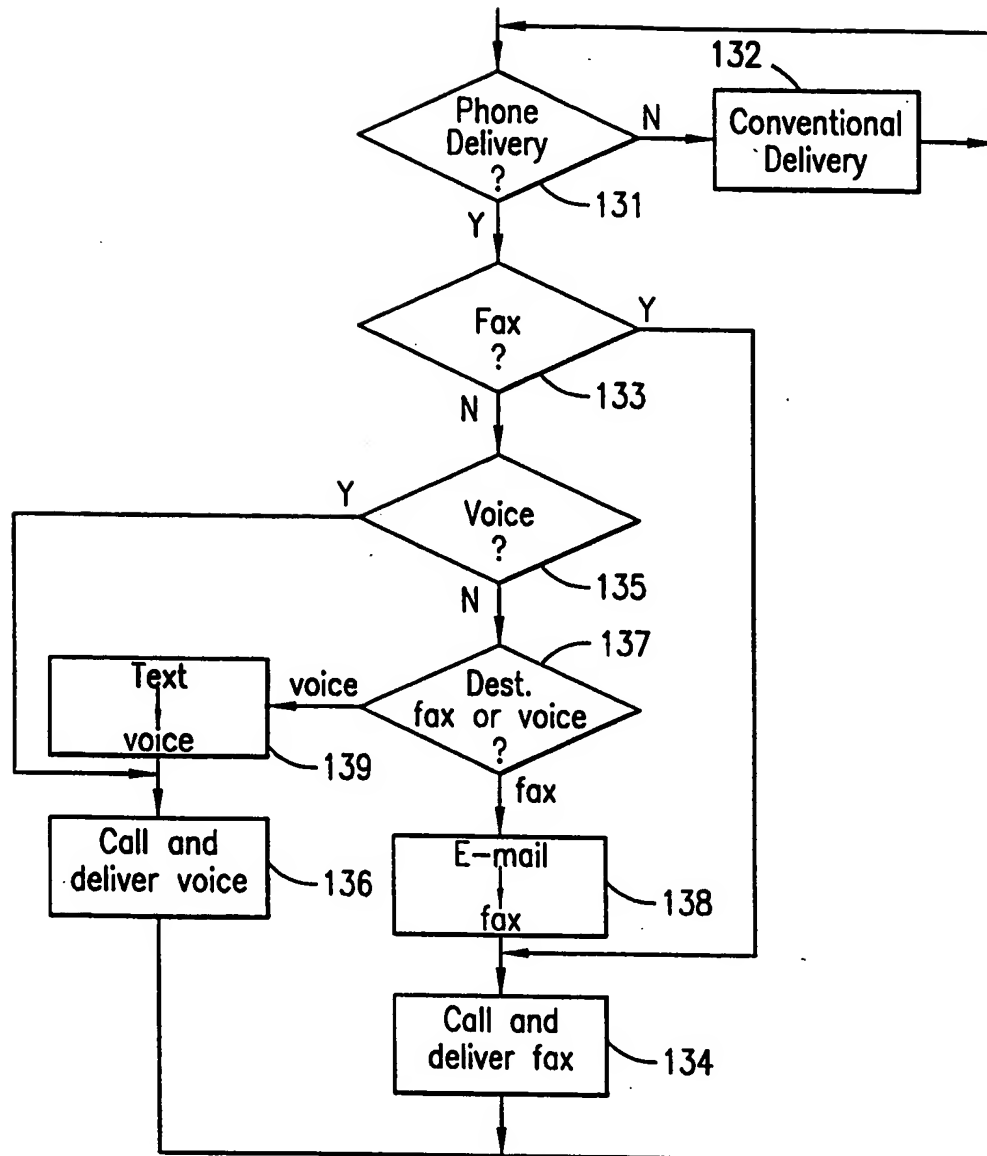 132
Phone
Delivery
?
N
Conventional
Delivery
131
Y
Fax
?
Y
133
N
Y
Voice
?
135
N
137
Text
voice
voice
Dest.
fax or voice
?
139
fax
Call and
deliver voice
136
E-mail
fax
138
Call and
deliver fax
134